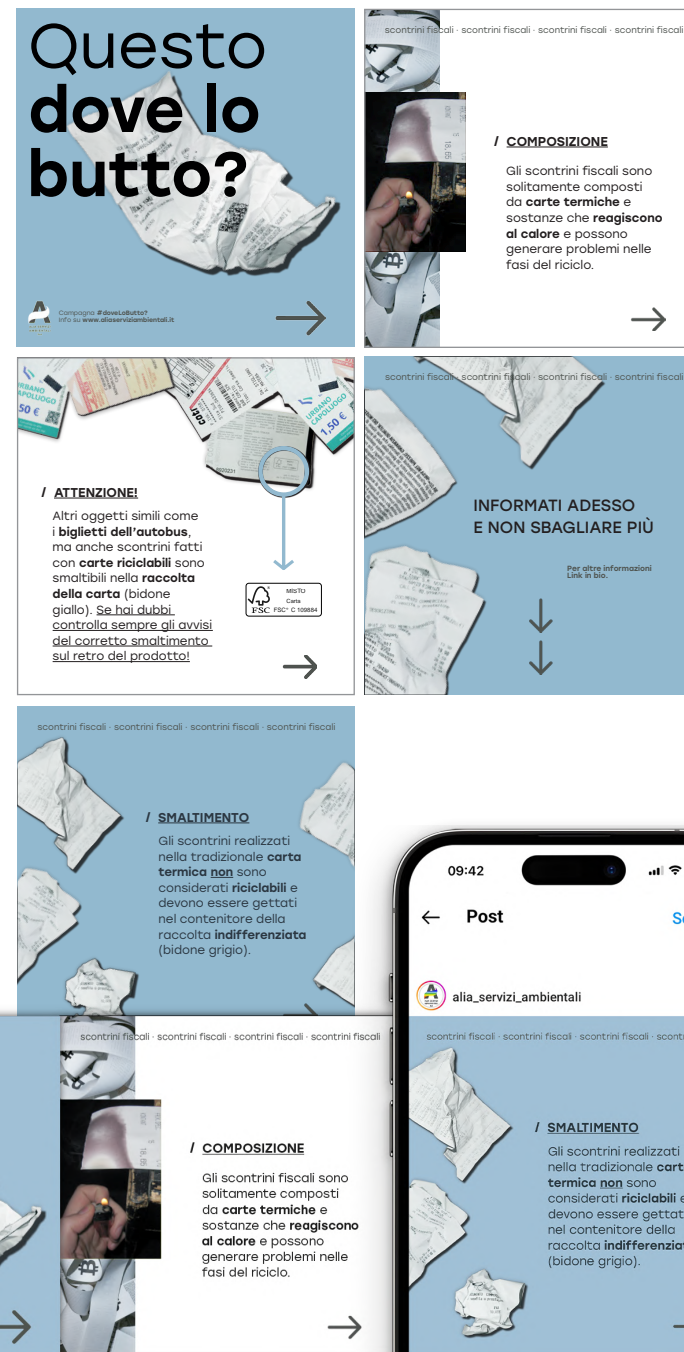 Questo
dove lo
butto?
Campagna #doveLoButto?
Info su www.aliaserviziambientali.it
scontrini fiscali · scontrini fiscali · scontrini fiscali · scontrini fiscali
/ COMPOSIZIONE
Gli scontrini fiscali sono
solitamente composti
da carte termiche e
sostanze che reagiscono
al calore e possono
generare problemi nelle
fasi del riciclo.
URBANO
CAPOLUOGO
1,50 €
0020231
/ ATTENZIONE!
Altri oggetti simili come
i biglietti dell'autobus,
ma anche scontrini fatti
con carte riciclabili sono
smaltibili nella raccolta
della carta (bidone
giallo). Se hai dubbi
controlla sempre gli avvisi
del corretto smaltimento
sul retro del prodotto!
MISTO
Carta
FSC FSC® C 109884
scontrini fiscali · scontrini fiscali · scontrini fiscali · scontrini fiscali
INFORMATI ADESSO
E NON SBAGLIARE PIÙ
Per altre informazioni
Link in bio.
scontrini fiscali · scontrini fiscali · scontrini fiscali · scontrini fiscali
/ SMALTIMENTO
Gli scontrini realizzati
nella tradizionale carta
termica non sono
considerati riciclabili e
devono essere gettati
nel contenitore della
raccolta indifferenziata
(bidone grigio).
scontrini fiscali · scontrini fiscali · scontrini fiscali · scontrini fiscali
/ COMPOSIZIONE
Gli scontrini fiscali sono
solitamente composti
da carte termiche e
sostanze che reagiscono
al calore e possono
generare problemi nelle
fasi del riciclo.
09:42
Post
alia_servizi_ambientali
scontrini fiscali · scontrini fiscali · scontrini fiscali · scont
/ SMALTIMENTO
Gli scontrini realizzati
nella tradizionale cart
termica non sono
considerati riciclabili e
devono essere gettat
nel contenitore della
raccolta indifferenzia
(bidone grigio).